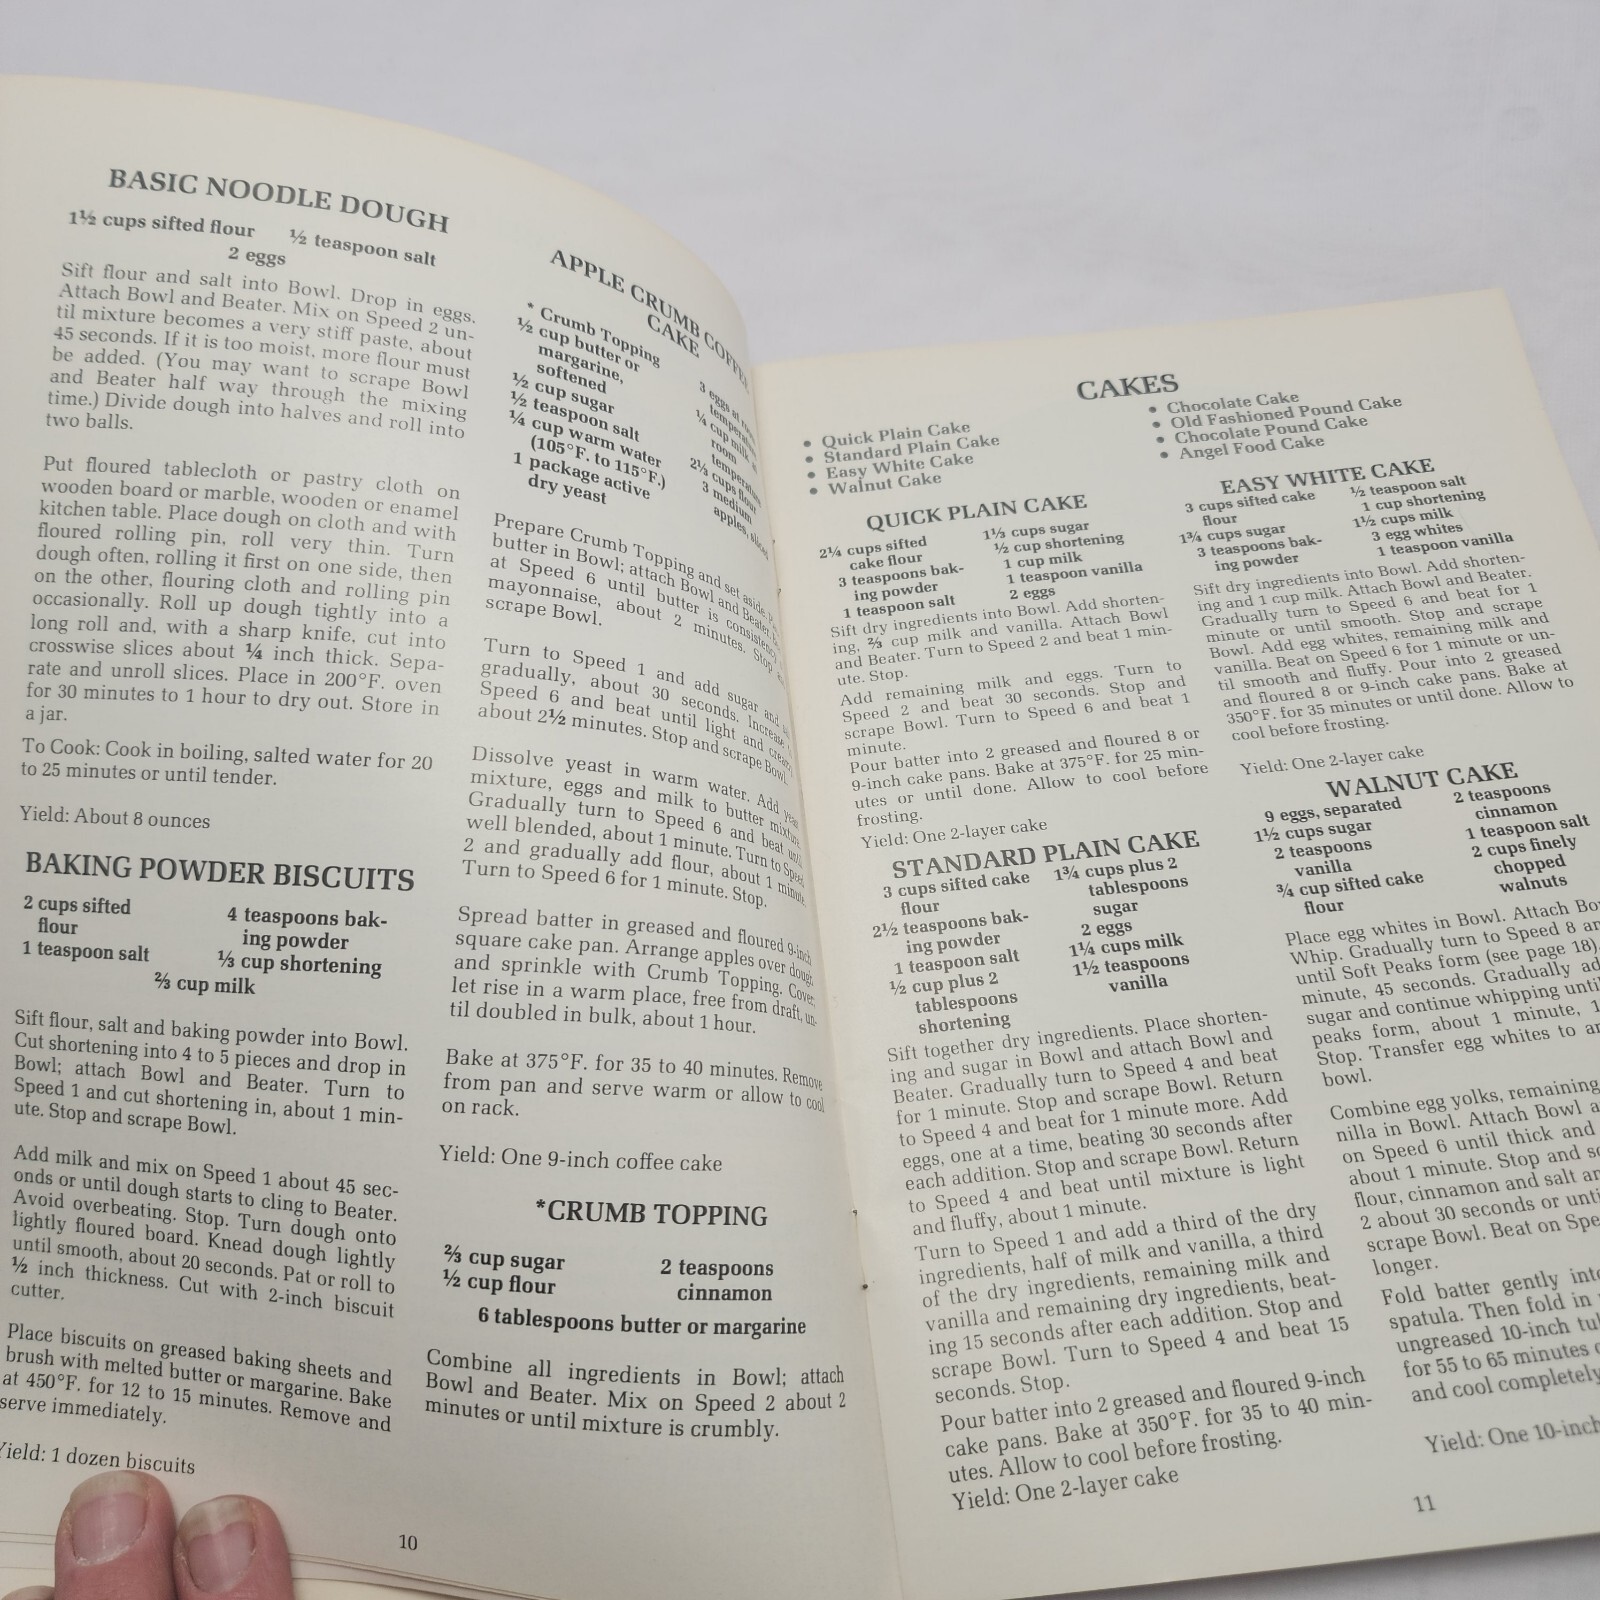 BASIC NOODLE DOUGH
1½ cups sifted flour
½ teaspoon salt
2 eggs
Sift flour and salt into Bowl. Drop in eggs.
Attach Bowl and Beater. Mix on Speed 2 un-
til mixture becomes a very stiff paste, about
45 seconds. If it is too moist, more flour must
be added. (You may want to scrape Bowl
and Beater half way through the mixing
time.) Divide dough into halves and roll into
two balls.
Put floured tablecloth or pastry cloth on
wooden board or marble, wooden or enamel
kitchen table. Place dough on cloth and with
floured rolling pin, roll very thin. Turn
dough often, rolling it first on one side, then
on the other, flouring cloth and rolling pin
occasionally. Roll up dough tightly into a
long roll and, with a sharp knife, cut into
crosswise slices about ¼ inch thick. Sepa-
rate and unroll slices. Place in 200°F. oven
for 30 minutes to 1 hour to dry out. Store in
a jar.
To Cook: Cook in boiling, salted water for 20
to 25 minutes or until tender.
Yield: About 8 ounces
BAKING POWDER BISCUITS
2 cups sifted
flour
1 teaspoon salt
4 teaspoons bak-
ing powder
⅓ cup shortening
⅔ cup milk
Sift flour, salt and baking powder into Bowl.
Cut shortening into 4 to 5 pieces and drop in
Bowl; attach Bowl and Beater. Turn to
Speed 1 and cut shortening in, about 1 min-
ute. Stop and scrape Bowl.
Add milk and mix on Speed 1 about 45 sec-
onds or until dough starts to cling to Beater.
Avoid overbeating. Stop. Turn dough onto
lightly floured board. Knead dough lightly
until smooth, about 20 seconds. Pat or roll to
½ inch thickness. Cut with 2-inch biscuit
cutter.
Place biscuits on greased baking sheets and
brush with melted butter or margarine. Bake
at 450°F. for 12 to 15 minutes. Remove and
serve immediately.
Yield: 1 dozen biscuits
APPLE CRUMB COFFEE
CAKE
* Crumb Topping
½ cup butter or
margarine,
softened
½ cup sugar
½ teaspoon salt
¼ cup warm water
(105°F. to 115°F.)
1 package active
dry yeast
3 eggs at room
temperature
¼ cup milk at
room
temperature
2⅓ cups flour
3 medium
apples, sliced
Prepare Crumb Topping and set aside.
butter in Bowl; attach Bowl and Beater.
at Speed 6 until butter is consistency
mayonnaise, about 2 minutes. Stop and
scrape Bowl.
Turn to Speed 1 and add sugar and
gradually, about 30 seconds. Increase
Speed 6 and beat until light and creamy
about 2½ minutes. Stop and scrape Bowl.
Dissolve yeast in warm water. Add yeast
mixture, eggs and milk to butter mixture.
Gradually turn to Speed 6 and beat until
well blended, about 1 minute. Turn to Speed
2 and gradually add flour, about 1 minute.
Turn to Speed 6 for 1 minute. Stop.
Spread batter in greased and floured 9-inch
square cake pan. Arrange apples over dough
and sprinkle with Crumb Topping. Cover,
let rise in a warm place, free from draft, un-
til doubled in bulk, about 1 hour.
Bake at 375°F. for 35 to 40 minutes. Remove
from pan and serve warm or allow to cool
on rack.
Yield: One 9-inch coffee cake
*CRUMB TOPPING
⅔ cup sugar
½ cup flour
2 teaspoons
cinnamon
6 tablespoons butter or margarine
Combine all ingredients in Bowl; attach
Bowl and Beater. Mix on Speed 2 about 2
minutes or until mixture is crumbly.
10
CAKES
• Quick Plain Cake
• Standard Plain Cake
• Easy White Cake
• Walnut Cake
• Chocolate Cake
• Old Fashioned Pound Cake
• Chocolate Pound Cake
• Angel Food Cake
QUICK PLAIN CAKE
2¼ cups sifted
cake flour
3 teaspoons bak-
ing powder
1 teaspoon salt
1⅓ cups sugar
½ cup shortening
1 cup milk
1 teaspoon vanilla
2 eggs
Sift dry ingredients into Bowl. Add shorten-
ing, ⅔ cup milk and vanilla. Attach Bowl
and Beater. Turn to Speed 2 and beat 1 min-
ute. Stop.
Add remaining milk and eggs. Turn to
Speed 2 and beat 30 seconds. Stop and
scrape Bowl. Turn to Speed 6 and beat 1
minute.
Pour batter into 2 greased and floured 8 or
9-inch cake pans. Bake at 375°F. for 25 min-
utes or until done. Allow to cool before
frosting.
Yield: One 2-layer cake
STANDARD PLAIN CAKE
3 cups sifted cake
flour
2½ teaspoons bak-
ing powder
1 teaspoon salt
½ cup plus 2
tablespoons
shortening
1¾ cups plus 2
tablespoons
sugar
2 eggs
1¼ cups milk
1½ teaspoons
vanilla
Sift together dry ingredients. Place shorten-
ing and sugar in Bowl and attach Bowl and
Beater. Gradually turn to Speed 4 and beat
for 1 minute. Stop and scrape Bowl. Return
to Speed 4 and beat for 1 minute more. Add
eggs, one at a time, beating 30 seconds after
each addition. Stop and scrape Bowl. Return
to Speed 4 and beat until mixture is light
and fluffy, about 1 minute.
Turn to Speed 1 and add a third of the dry
ingredients, half of milk and vanilla, a third
of the dry ingredients, remaining milk and
vanilla and remaining dry ingredients, beat-
ing 15 seconds after each addition. Stop and
scrape Bowl. Turn to Speed 4 and beat 15
seconds. Stop.
Pour batter into 2 greased and floured 9-inch
cake pans. Bake at 350°F. for 35 to 40 min-
utes. Allow to cool before frosting.
Yield: One 2-layer cake
EASY WHITE CAKE
3 cups sifted cake
flour
1¾ cups sugar
3 teaspoons bak-
ing powder
½ teaspoon salt
1 cup shortening
1½ cups milk
3 egg whites
1 teaspoon vanilla
Sift dry ingredients into Bowl. Add shorten-
ing and 1 cup milk. Attach Bowl and Beater.
Gradually turn to Speed 6 and beat for 1
minute or until smooth. Stop and scrape
Bowl. Add egg whites, remaining milk and
vanilla. Beat on Speed 6 for 1 minute or un-
til smooth and fluffy. Pour into 2 greased
and floured 8 or 9-inch cake pans. Bake at
350°F. for 35 minutes or until done. Allow to
cool before frosting.
Yield: One 2-layer cake
WALNUT CAKE
9 eggs, separated
1½ cups sugar
2 teaspoons
vanilla
¾ cup sifted cake
flour
2 teaspoons
cinnamon
1 teaspoon salt
2 cups finely
chopped
walnuts
Place egg whites in Bowl. Attach
Whip. Gradually turn to Speed 8
until Soft Peaks form (see page 18),
minute, 45 seconds. Gradually
sugar and continue whipping until
peaks form, about 1 minute,
Stop. Transfer egg whites to
bowl.
Combine egg yolks, remaining
nilla in Bowl. Attach Bowl
on Speed 6 until thick and
about 1 minute. Stop and
flour, cinnamon and salt
2 about 30 seconds or
scrape Bowl. Beat on
longer.
Fold batter gently
spatula. Then fold in
ungreased 10-inch
for 55 to 65 minutes
and cool completely
Yield: One 10-inch
11